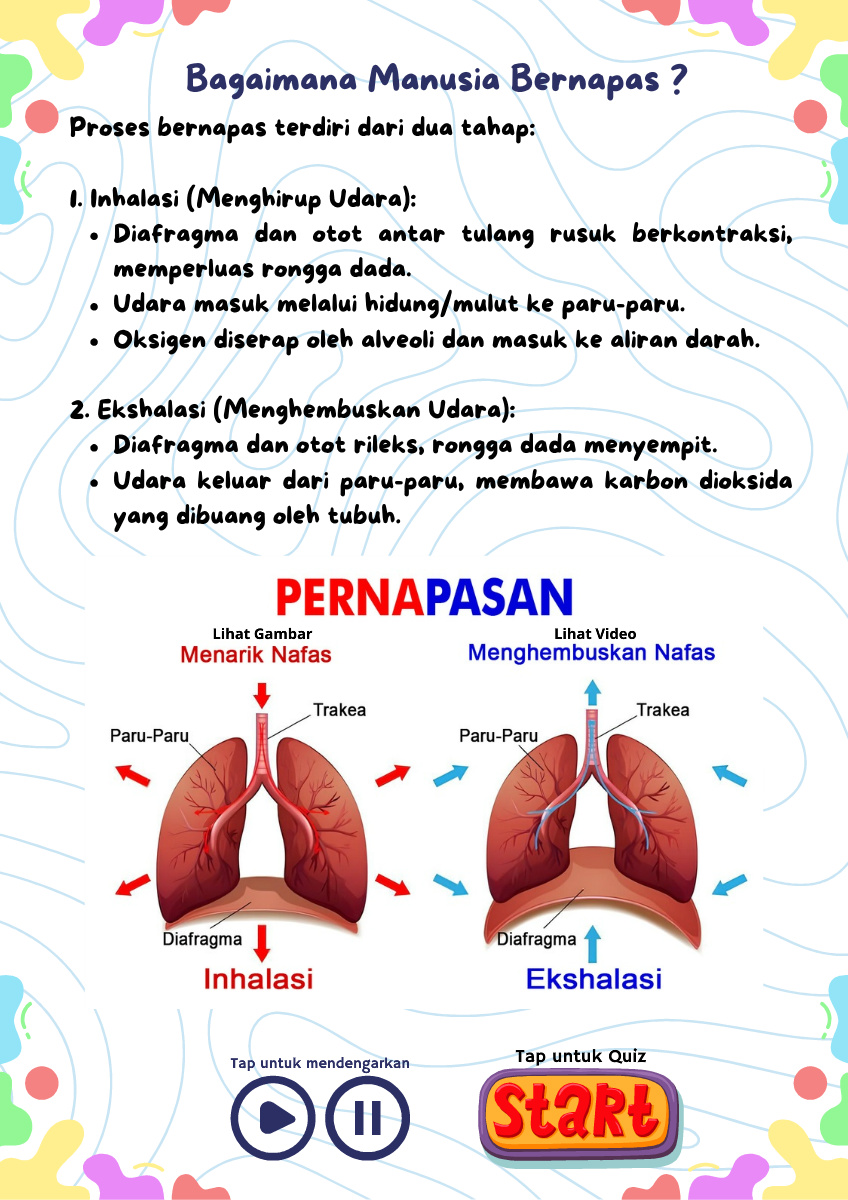 Bagaimana Manusia Bernapas ?
Proses bernapas terdiri dari dua tahap:
1. Inhalasi (Menghirup Udara):
• Diafragma dan otot antar tulang rusuk berkontraksi,
memperluas rongga dada.
• Udara masuk melalui hidung/mulut ke paru-paru.
• Oksigen diserap oleh alveoli dan masuk ke aliran darah.
2. Ekshalasi (Menghembuskan Udara):
• Diafragma dan otot rileks, rongga dada menyempit.
• Udara keluar dari paru-paru, membawa karbon dioksida
yang dibuang oleh tubuh.
PERNAPASAN
Lihat Gambar
Menarik Nafas
Trakea
Paru-Paru
Diafragma
Inhalasi
Lihat Video
Menghembuskan Nafas
Trakea
Paru-Paru
Diafragma
Ekshalasi
Tap untuk mendengarkan
Tap untuk Quiz
StaRt